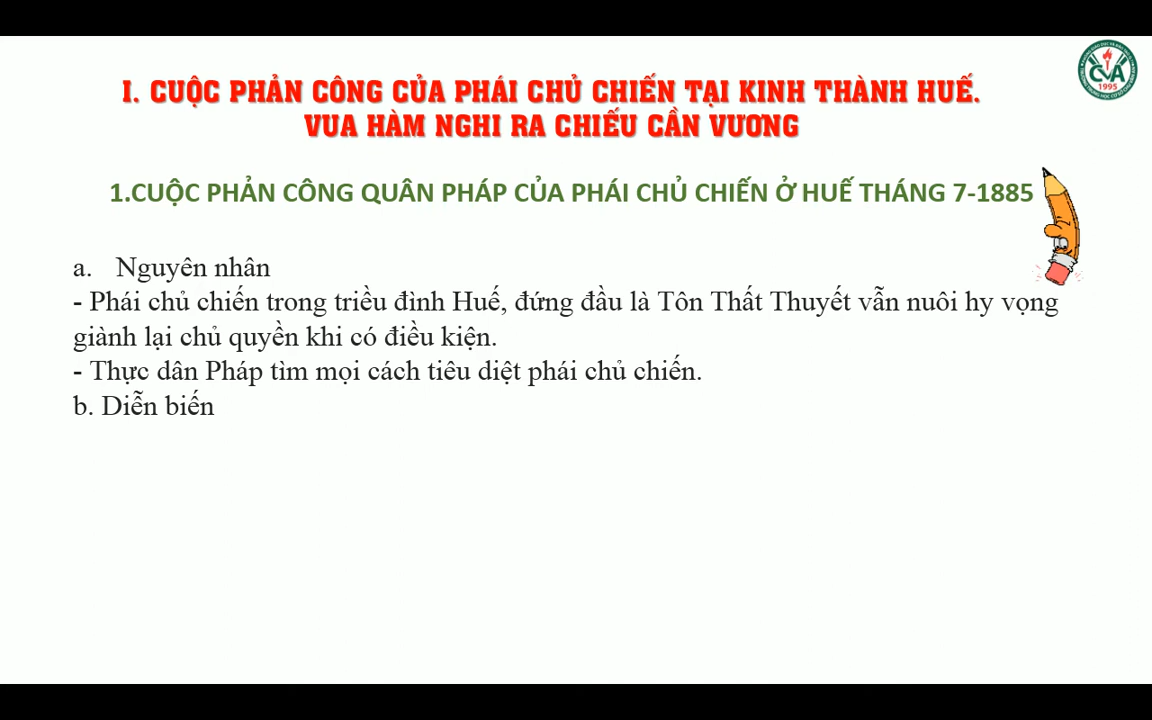 I. CUỘC PHẢN CÔNG CỦA PHÁI CHỦ CHIẾN TẠI KINH THÀNH HUẾ.
VUA HÀM NGHI RA CHIẾU CẦN VƯƠNG
CVA
1995
1.CUỘC PHẢN CÔNG QUÂN PHÁP CỦA PHÁI CHỦ CHIẾN Ở HUẾ THÁNG 7-1885
a. Nguyên nhân
- Phái chủ chiến trong triều đình Huế, đứng đầu là Tôn Thất Thuyết vẫn nuôi hy vọng
giành lại chủ quyền khi có điều kiện.
- Thực dân Pháp tìm mọi cách tiêu diệt phái chủ chiến.
b. Diễn biến